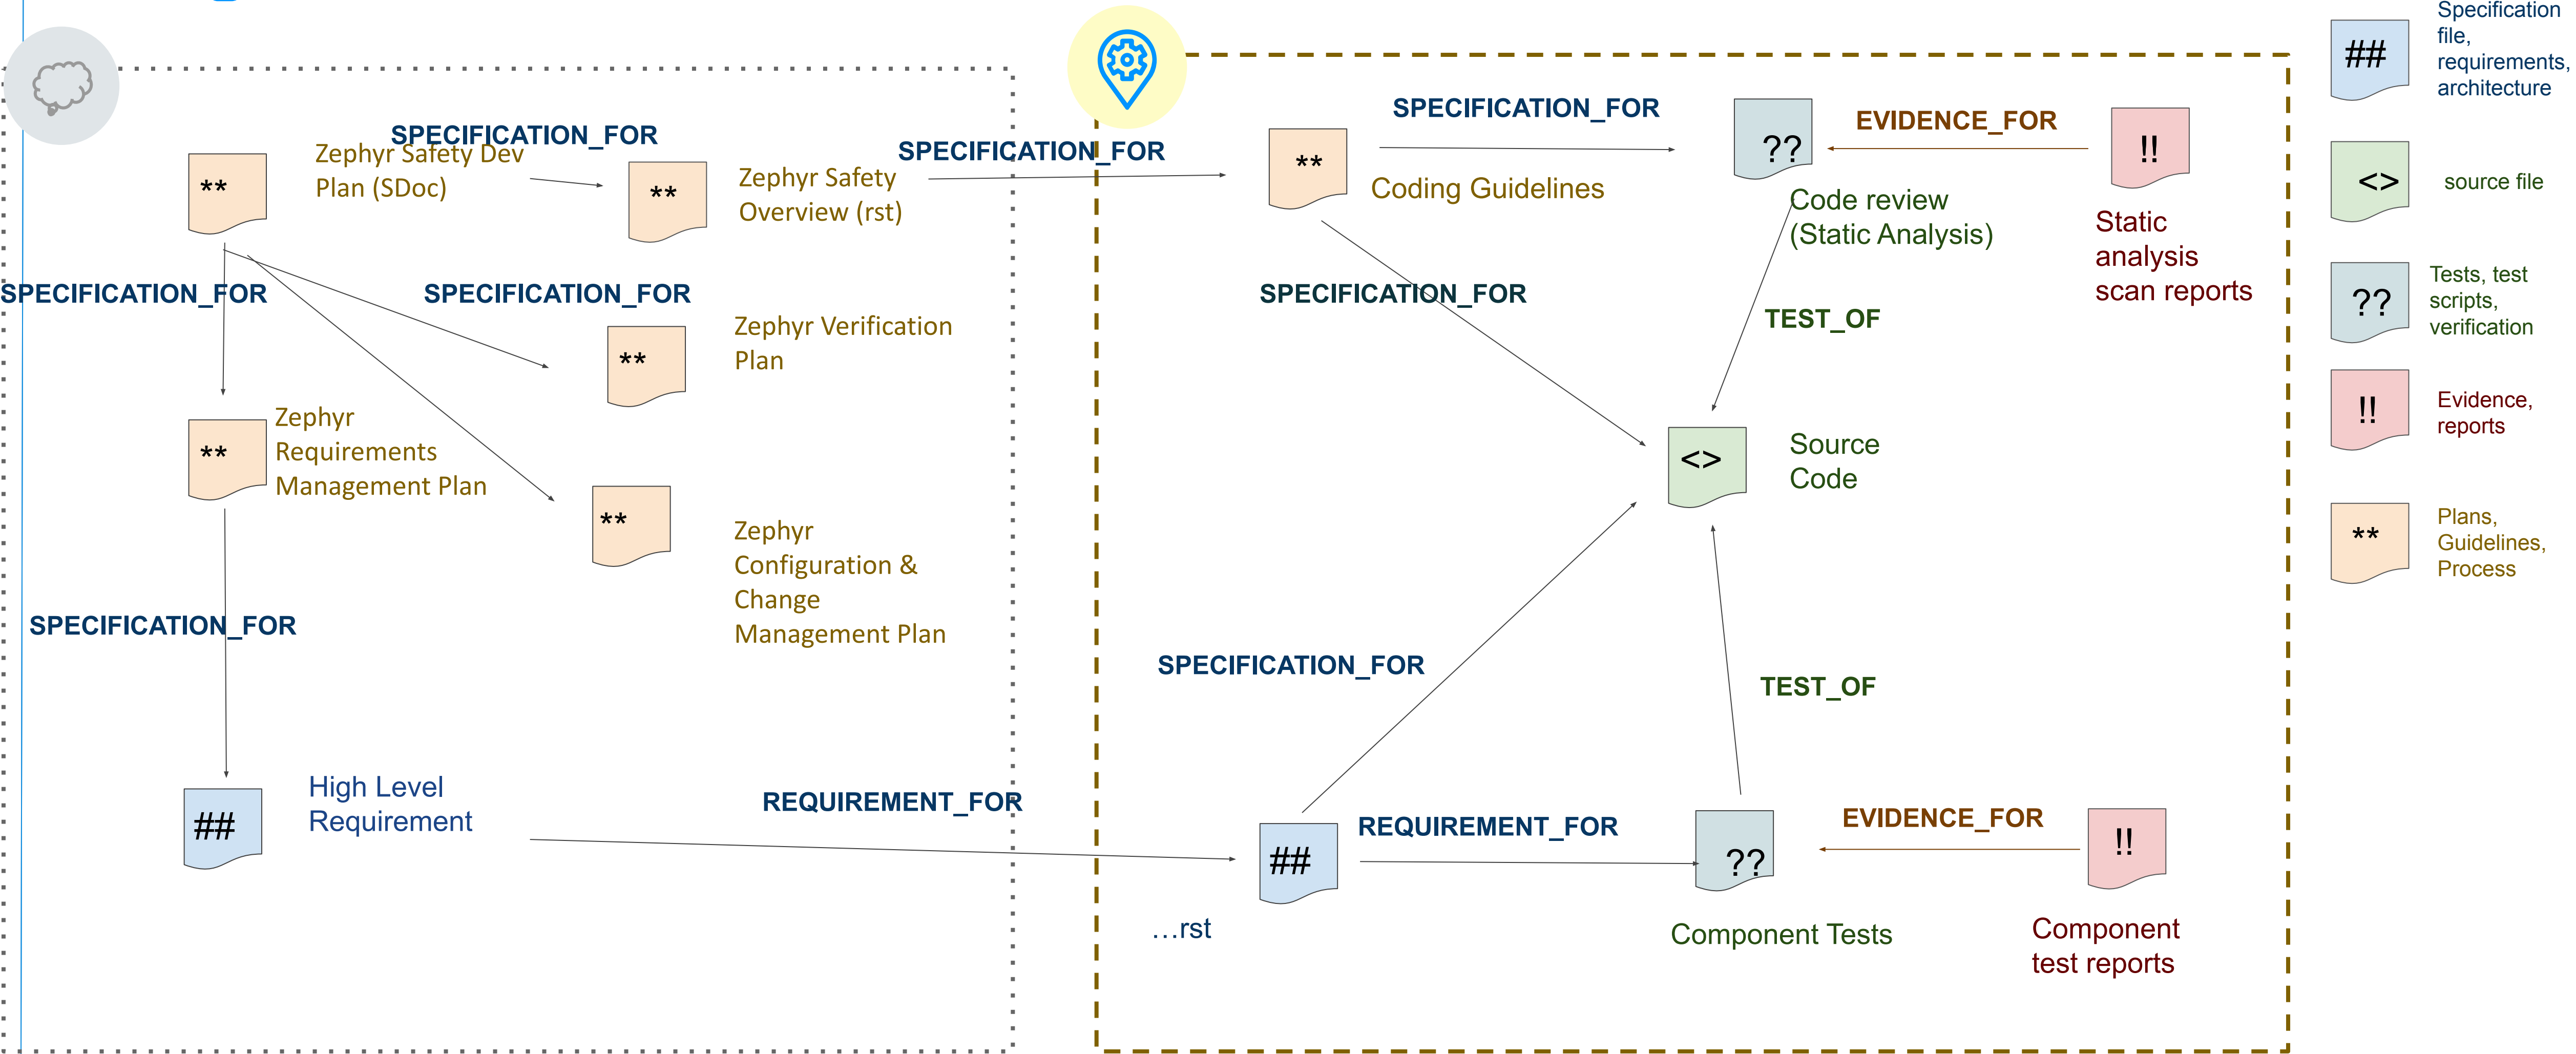 SPECIFICATION_FOR
Zephyr Safety Dev
Plan (SDoc)
**
**
Zephyr Safety
Overview (rst)
SPECIFICATION_FOR
SPECIFICATION_FOR
SPECIFICATION_FOR
Zephyr Verification
Plan
**
Zephyr
Requirements
Management Plan
**
**
Zephyr
Configuration &
Change
Management Plan
SPECIFICATION_FOR
High Level
Requirement
##
REQUIREMENT_FOR
**
Coding Guidelines
SPECIFICATION_FOR
??
Code review
(Static Analysis)
EVIDENCE_FOR
!!
Static
analysis
scan reports
SPECIFICATION_FOR
TEST_OF
<>
Source
Code
SPECIFICATION_FOR
TEST_OF
##
…rst
REQUIREMENT_FOR
??
Component Tests
EVIDENCE_FOR
!!
Component
test reports
##
Specification
file,
requirements,
architecture
<>
source file
??
Tests, test
scripts,
verification
!!
Evidence,
reports
**
Plans,
Guidelines,
Process